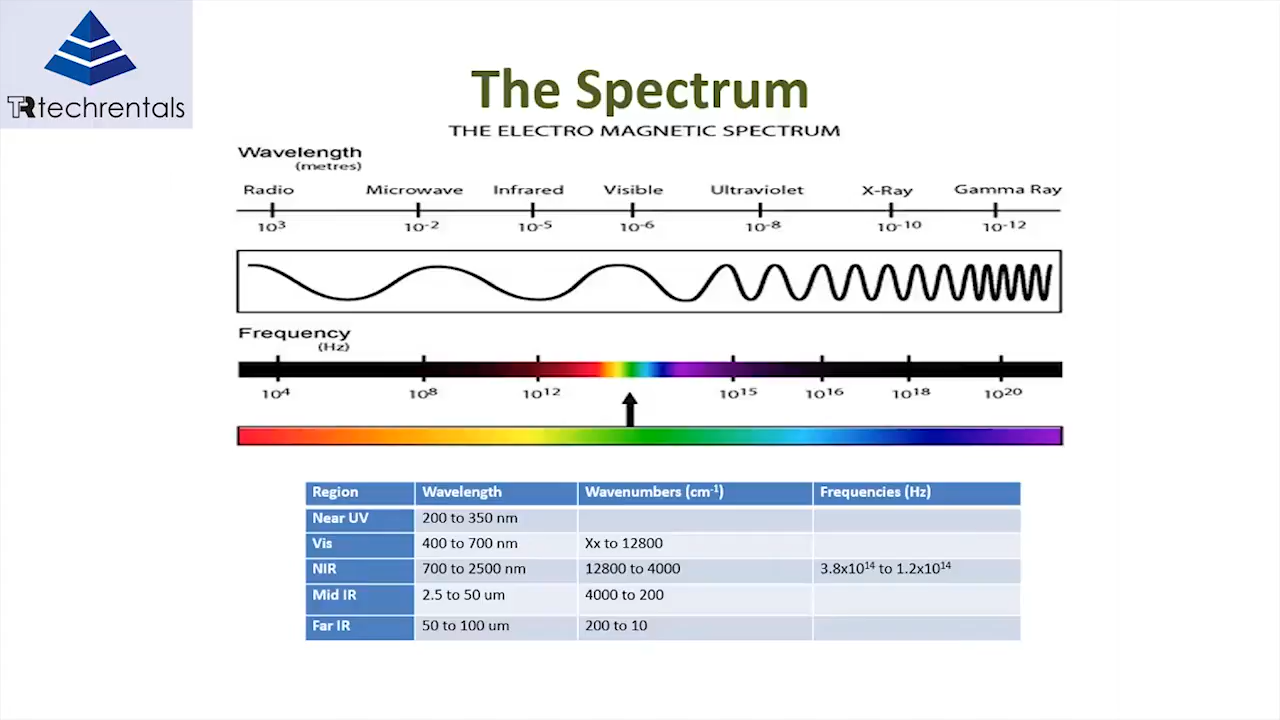 TR techrentals
The Spectrum
THE ELECTRO MAGNETIC SPECTRUM
Wavelength
(metres)
Radio Microwave Infrared Visible Ultraviolet X-Ray Gamma Ray
10³ 10⁻² 10⁻⁵ 10⁻⁶ 10⁻⁸ 10⁻¹⁰ 10⁻¹²
Frequency
(Hz)
10⁴ 10⁸ 10¹² 10¹⁵ 10¹⁶ 10¹⁸ 10²⁰
Region Wavelength Wavenumbers (cm⁻¹) Frequencies (Hz)
Near UV 200 to 350 nm
Vis 400 to 700 nm Xx to 12800
NIR 700 to 2500 nm 12800 to 4000 3.8x10¹⁴ to 1.2x10¹⁴
Mid IR 2.5 to 50 um 4000 to 200
Far IR 50 to 100 um 200 to 10